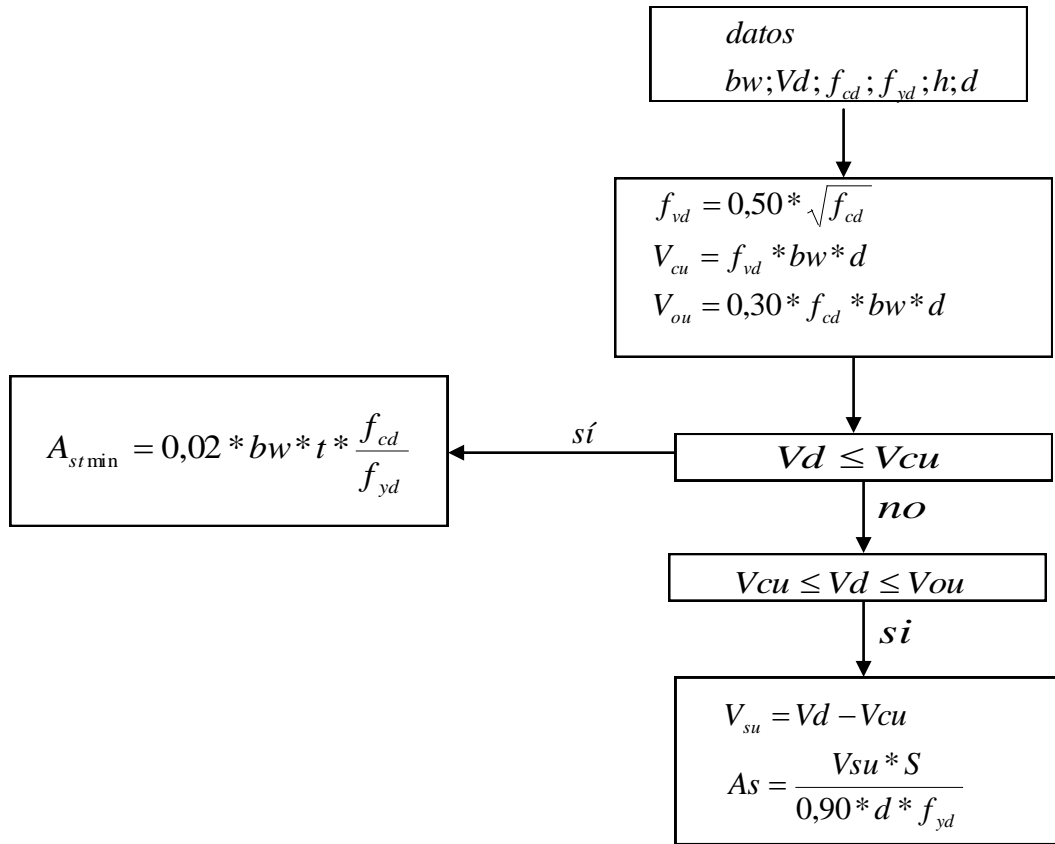 datos
bw;Vd; f_cd; f_yd; h;d
f_vd = 0,50 * √f_cd
V_cu = f_vd * bw * d
V_ou = 0,30 * f_cd * bw * d
A_st min = 0,02 * bw * t * f_cd / f_yd
sí
Vd ≤ Vcu
no
Vcu ≤ Vd ≤ Vou
si
V_su = Vd − Vcu
As = Vsu * S / 0,90 * d * f_yd